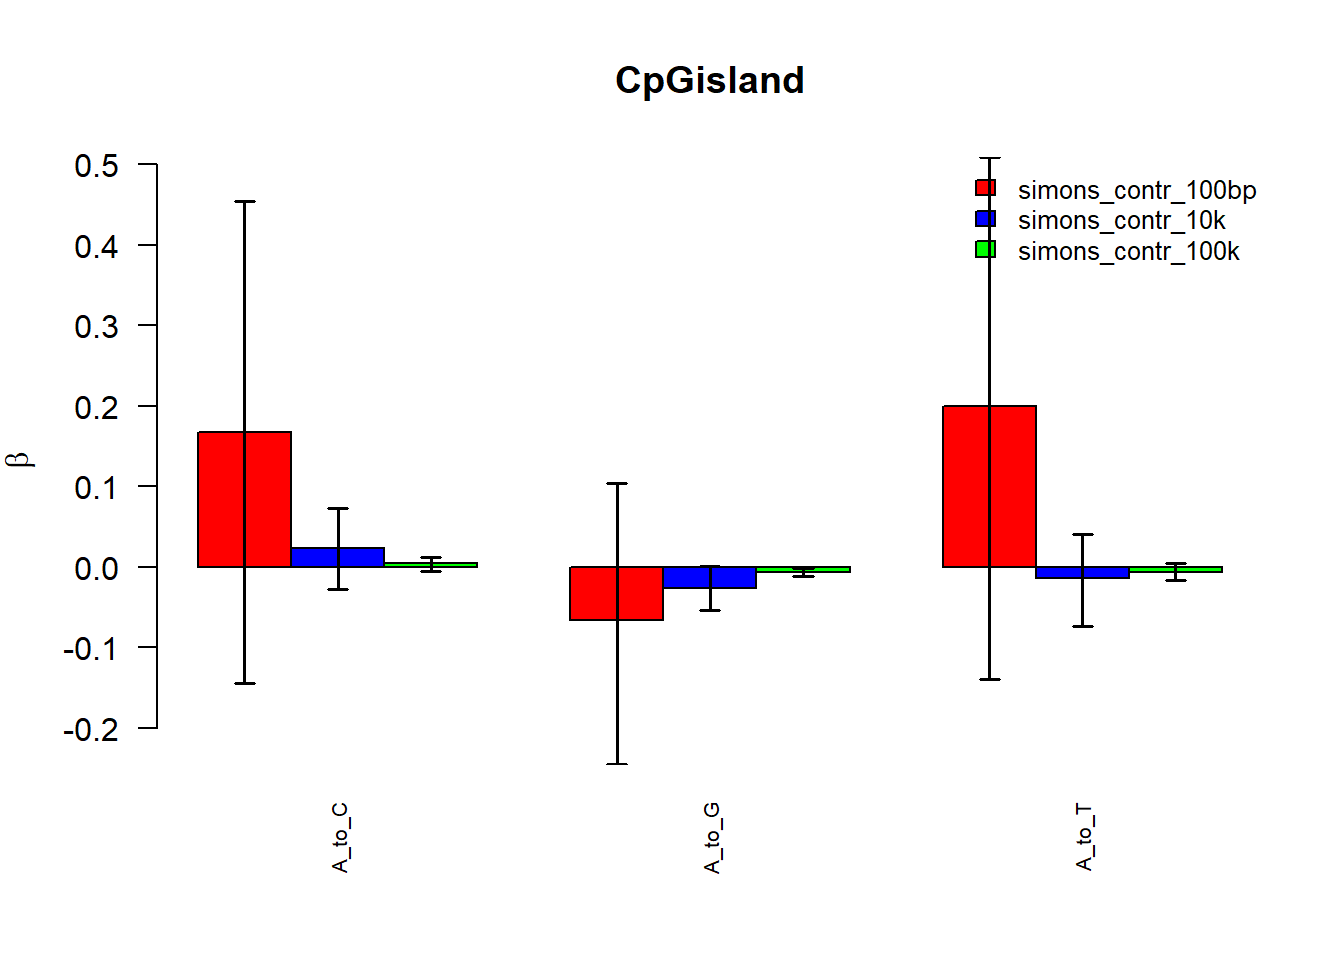 CpGisland
0.5
0.4
0.3
0.2
0.1
0.0
-0.1
-0.2
β
simons_contr_100bp
simons_contr_10k
simons_contr_100k
A_to_C
A_to_G
A_to_T